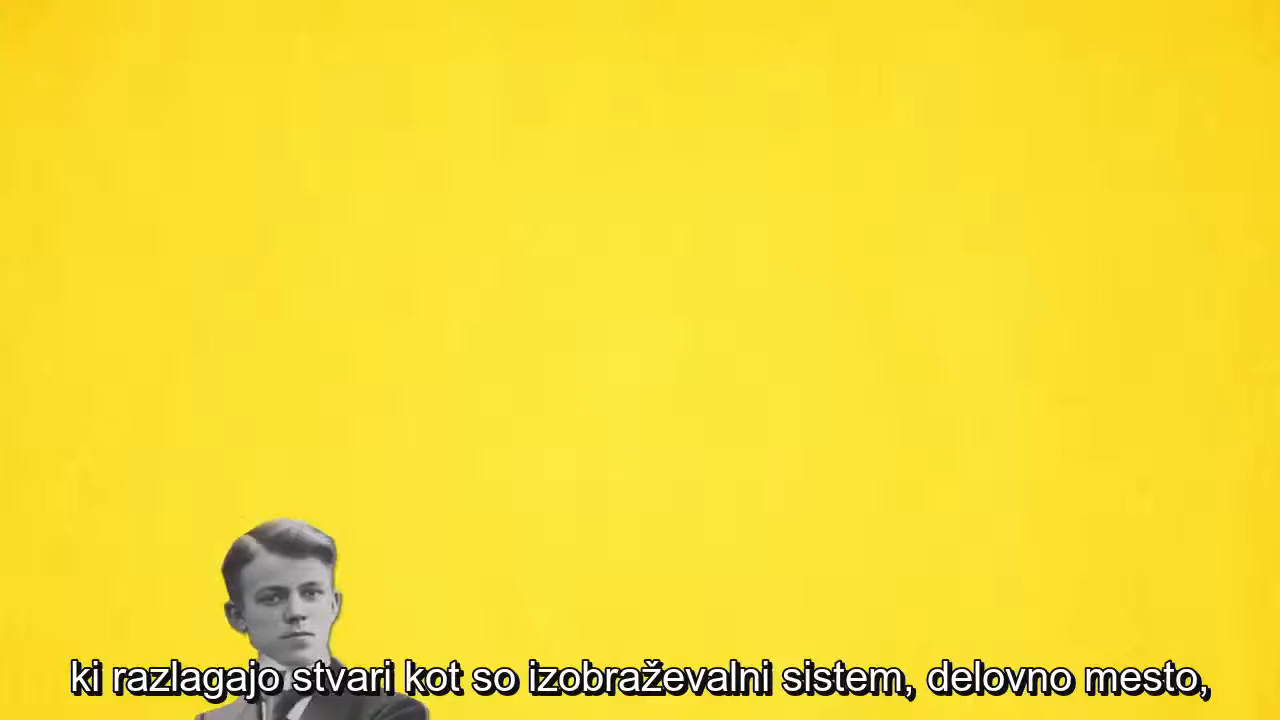 ki razlagajo stvari kot so izobraževalni sistem, delovno mesto,